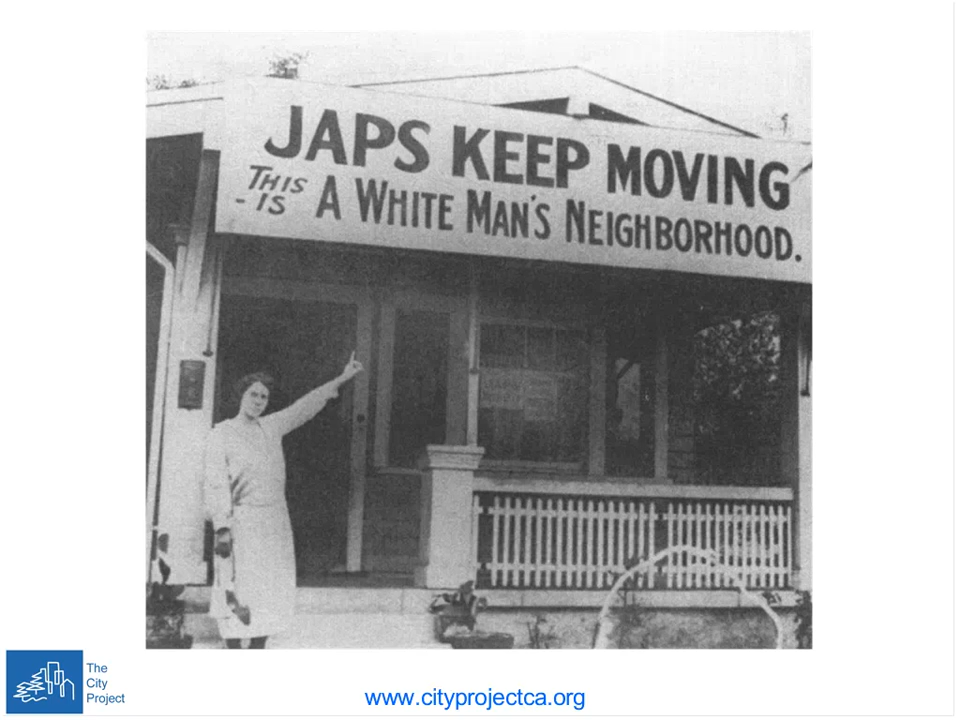 JAPS KEEP MOVING
THIS
- IS
A WHITE MAN'S NEIGHBORHOOD.
The
City
Project
www.cityprojectca.org